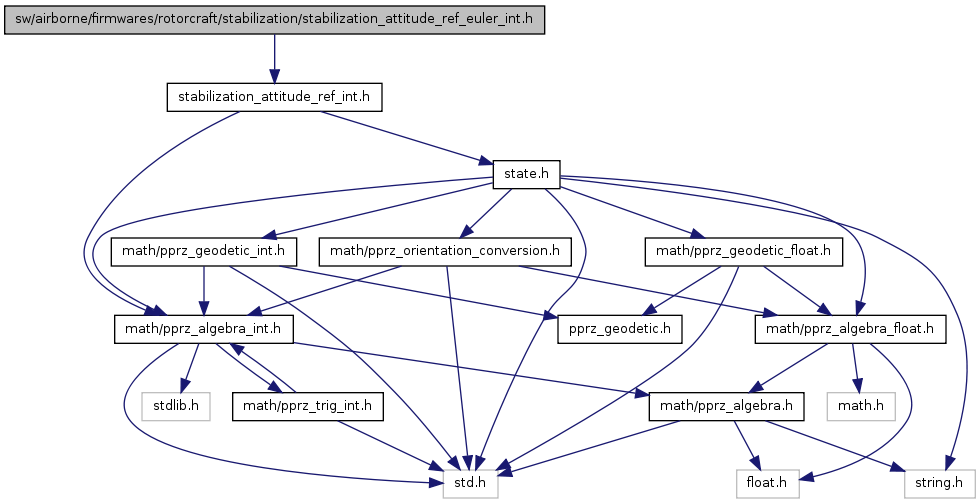 sw/airborne/firmwares/rotorcraft/stabilization/stabilization_attitude_ref_euler_int.h
stabilization_attitude_ref_int.h
state.h
math/pprz_geodetic_int.h
math/pprz_orientation_conversion.h
math/pprz_geodetic_float.h
math/pprz_algebra_int.h
pprz_geodetic.h
math/pprz_algebra_float.h
stdlib.h
math/pprz_trig_int.h
math/pprz_algebra.h
math.h
std.h
float.h
string.h